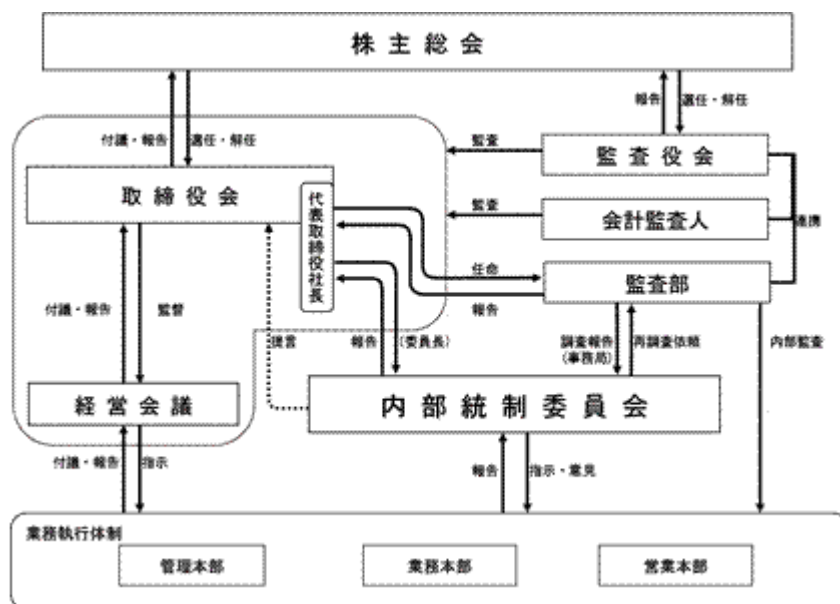 株主総会
報告
選任・解任
付議・報告
選任・解任
監査
監査役会
取締役会
代表取締役社長
監査
会計監査人
連携
任命
監査部
報告
付議・報告
監督
提言
報告
(委員長)
調査報告
(事務局)
再調査依頼
内部監査
経営会議
内部統制委員会
付議・報告
指示
報告
指示・意見
業務執行体制
管理本部
業務本部
営業本部